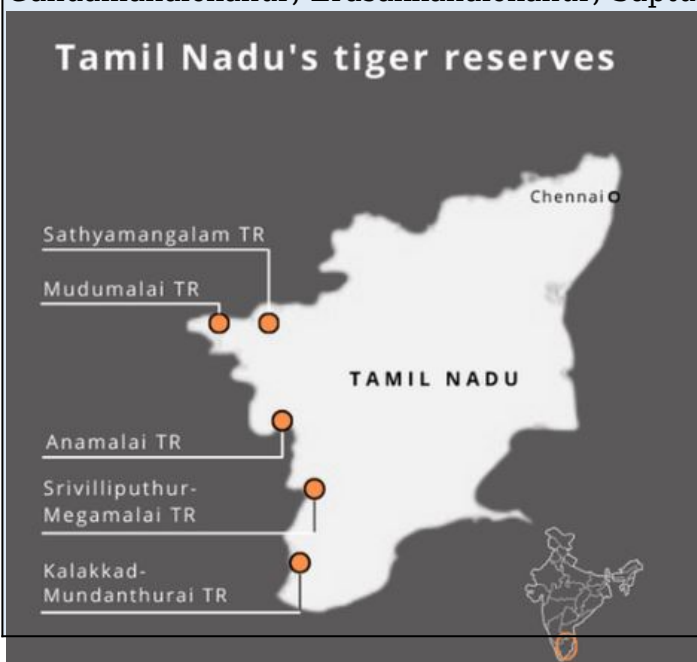 Tamil Nadu's tiger reserves
Chennai
Sathyamangalam TR
Mudumalai TR
TAMIL NADU
Anamalai TR
Srivilliputhur-
Megamalai TR
Kalakkad-
Mundanthurai TR